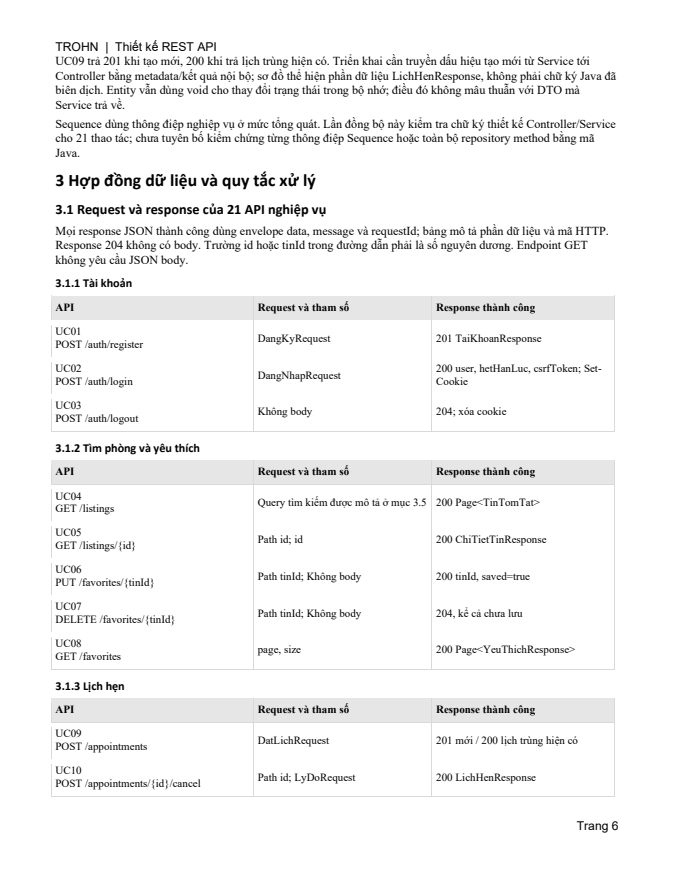 TROHN | Thiết kế REST API
UC09 trả 201 khi tạo mới, 200 khi trả lịch trùng hiện có. Triển khai cần truyền dấu hiệu tạo mới từ Service tới
Controller bằng metadata/kết quả nội bộ; sơ đồ thể hiện phần dữ liệu LichHenResponse, không phải chữ ký Java đã
biên dịch. Entity vẫn dùng void cho thay đổi trạng thái trong bộ nhớ; điều đó không mâu thuẫn với DTO mà
Service trả về.
Sequence dùng thông điệp nghiệp vụ ở mức tổng quát. Lần đồng bộ này kiểm tra chữ ký thiết kế Controller/Service
cho 21 thao tác; chưa tuyên bố kiểm chứng từng thông điệp Sequence hoặc toàn bộ repository method bằng mã
Java.
3 Hợp đồng dữ liệu và quy tắc xử lý
3.1 Request và response của 21 API nghiệp vụ
Mọi response JSON thành công dùng envelope data, message và requestId; bảng mô tả phần dữ liệu và mã HTTP.
Response 204 không có body. Trường id hoặc tinId trong đường dẫn phải là số nguyên dương. Endpoint GET
không yêu cầu JSON body.
3.1.1 Tài khoản
API Request và tham số Response thành công
UC01
POST /auth/register DangKyRequest 201 TaiKhoanResponse
UC02
POST /auth/login DangNhapRequest 200 user, hetHanLuc, csrfToken; Set-
Cookie
UC03
POST /auth/logout Không body 204; xóa cookie
3.1.2 Tìm phòng và yêu thích
API Request và tham số Response thành công
UC04
GET /listings Query tìm kiếm được mô tả ở mục 3.5 200 Page<TinTomTat>
UC05
GET /listings/{id} Path id; id 200 ChiTietTinResponse
UC06
PUT /favorites/{tinId} Path tinId; Không body 200 tinId, saved=true
UC07
DELETE /favorites/{tinId} Path tinId; Không body 204, kể cả chưa lưu
UC08
GET /favorites page, size 200 Page<YeuThichResponse>
3.1.3 Lịch hẹn
API Request và tham số Response thành công
UC09
POST /appointments DatLichRequest 201 mới / 200 lịch trùng hiện có
UC10
POST /appointments/{id}/cancel Path id; LyDoRequest 200 LichHenResponse
Trang 6